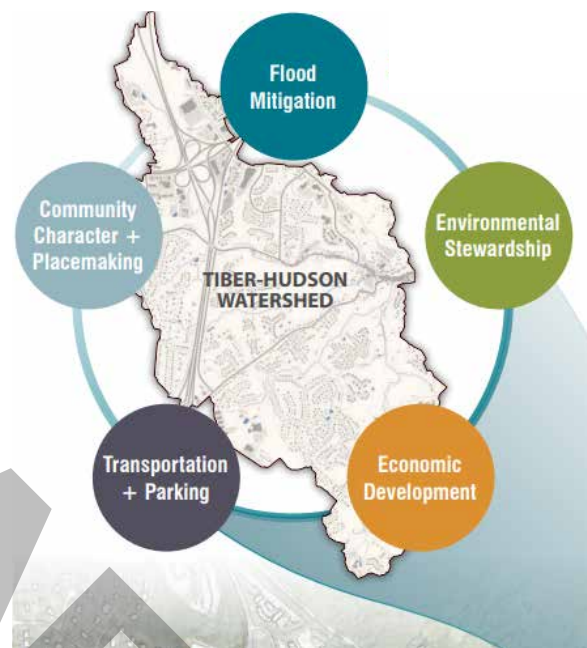 Flood
Mitigation
Community
Character +
Placemaking
Environmental
Stewardship
TIBER-HUDSON
WATERSHED
Transportation
+ Parking
Economic
Development